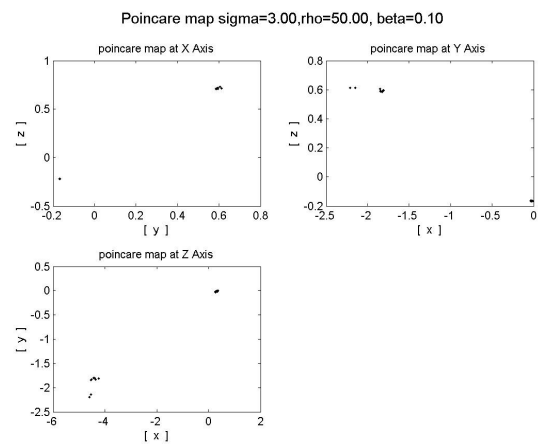 Poincare map sigma=3.00,rho=50.00, beta=0.10
poincare map at X Axis
1
0.5
0
-0.5
-0.2 0 0.2 0.4 0.6 0.8
[ y ]
[ z ]
poincare map at Y Axis
0.8
0.6
0.4
0.2
0
-0.2
-2.5 -2 -1.5 -1 -0.5 0
[ x ]
[ z ]
poincare map at Z Axis
0.5
0
-0.5
-1
-1.5
-2
-2.5
-6 -4 -2 0 2
[ x ]
[ y ]